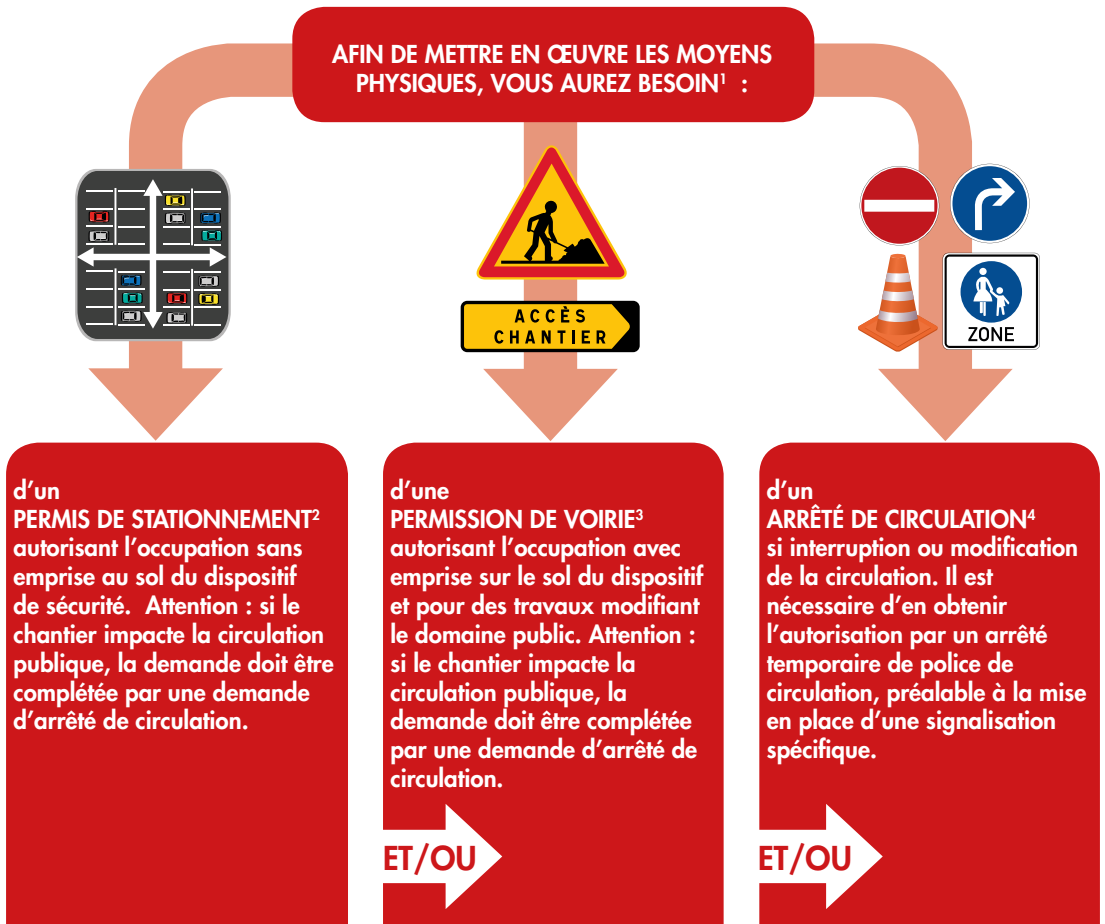 AFIN DE METTRE EN ŒUVRE LES MOYENS
PHYSIQUES, VOUS AUREZ BESOIN¹ :
ACCÈS
CHANTIER
ZONE
d'un
PERMIS DE STATIONNEMENT²
autorisant l'occupation sans
emprise au sol du dispositif
de sécurité. Attention : si le
chantier impacte la circulation
publique, la demande doit être
complétée par une demande
d'arrêté de circulation.
d'une
PERMISSION DE VOIRIE³
autorisant l'occupation avec
emprise sur le sol du dispositif
et pour des travaux modifiant
le domaine public. Attention :
si le chantier impacte la
circulation publique, la
demande doit être complétée
par une demande d'arrêté de
circulation.
ET/OU
d'un
ARRÊTÉ DE CIRCULATION⁴
si interruption ou modification
de la circulation. Il est
nécessaire d'en obtenir
l'autorisation par un arrêté
temporaire de police de
circulation, préalable à la mise
en place d'une signalisation
spécifique.
ET/OU